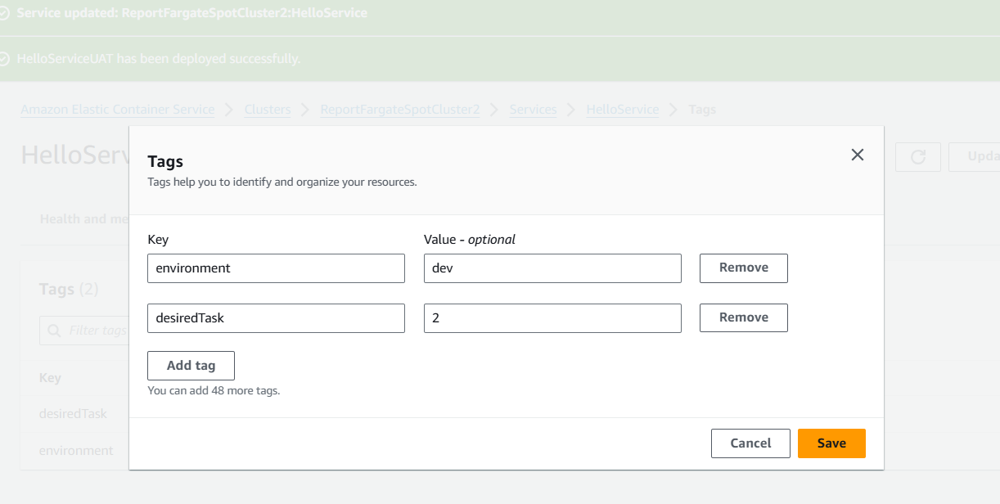 Service updated: ReportFargateSpotCluster2:HelloService
HelloServiceUAT has been deployed successfully.
Amazon Elastic Container Service > Clusters > ReportFargateSpotCluster2 > Services > HelloService > Tags
HelloServ
Upda
Tags
Tags help you to identify and organize your resources.
Health and me
Key Value - optional
environment dev Remove
Tags (2)
desiredTask 2 Remove
Filter tags
Add tag
Key
You can add 48 more tags.
desiredTask
Cancel Save
environment